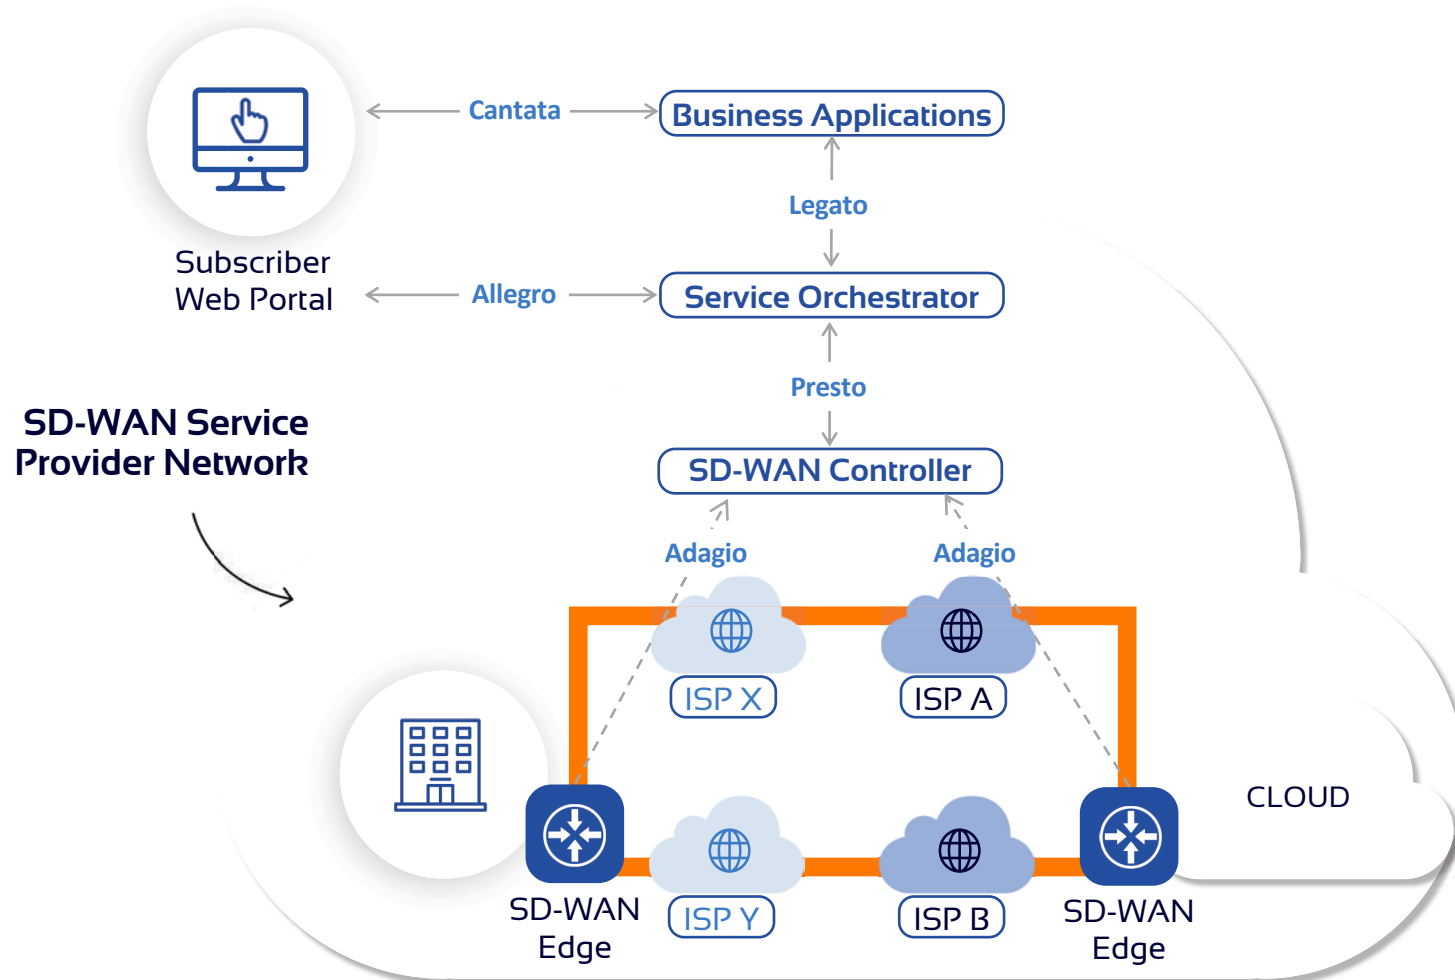 Cantata
Business Applications
Legato
Subscriber
Web Portal
Allegro
Service Orchestrator
Presto
SD-WAN Service
Provider Network
SD-WAN Controller
Adagio
Adagio
ISP X
ISP A
CLOUD
ISP Y
ISP B
SD-WAN
Edge
SD-WAN
Edge